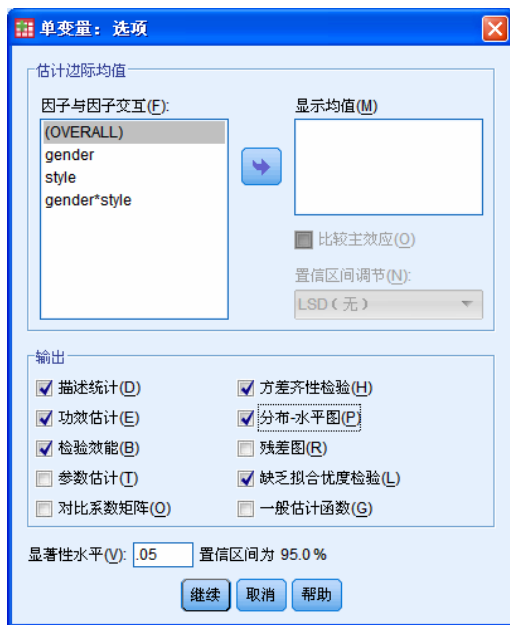 单变量：选项
估计边际均值
因子与因子交互(F):
(OVERALL)
gender
style
gender*style
显示均值(M)
比较主效应(O)
置信区间调节(N):
LSD（无）
输出
描述统计(D)
功效估计(E)
检验效能(B)
参数估计(T)
对比系数矩阵(O)
方差齐性检验(H)
分布-水平图(P)
残差图(R)
缺乏拟合优度检验(L)
一般估计函数(G)
显著性水平(V): .05 置信区间为 95.0 %
继续 取消 帮助